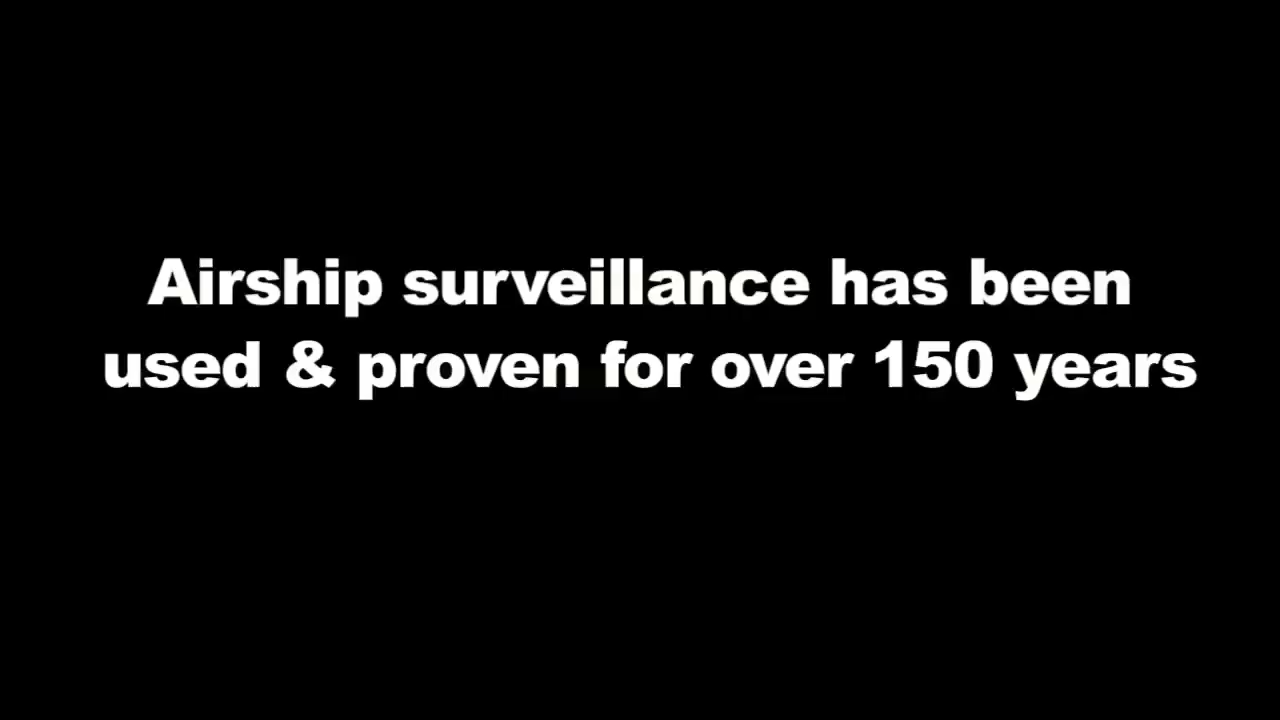 Airship surveillance has been
used & proven for over 150 years